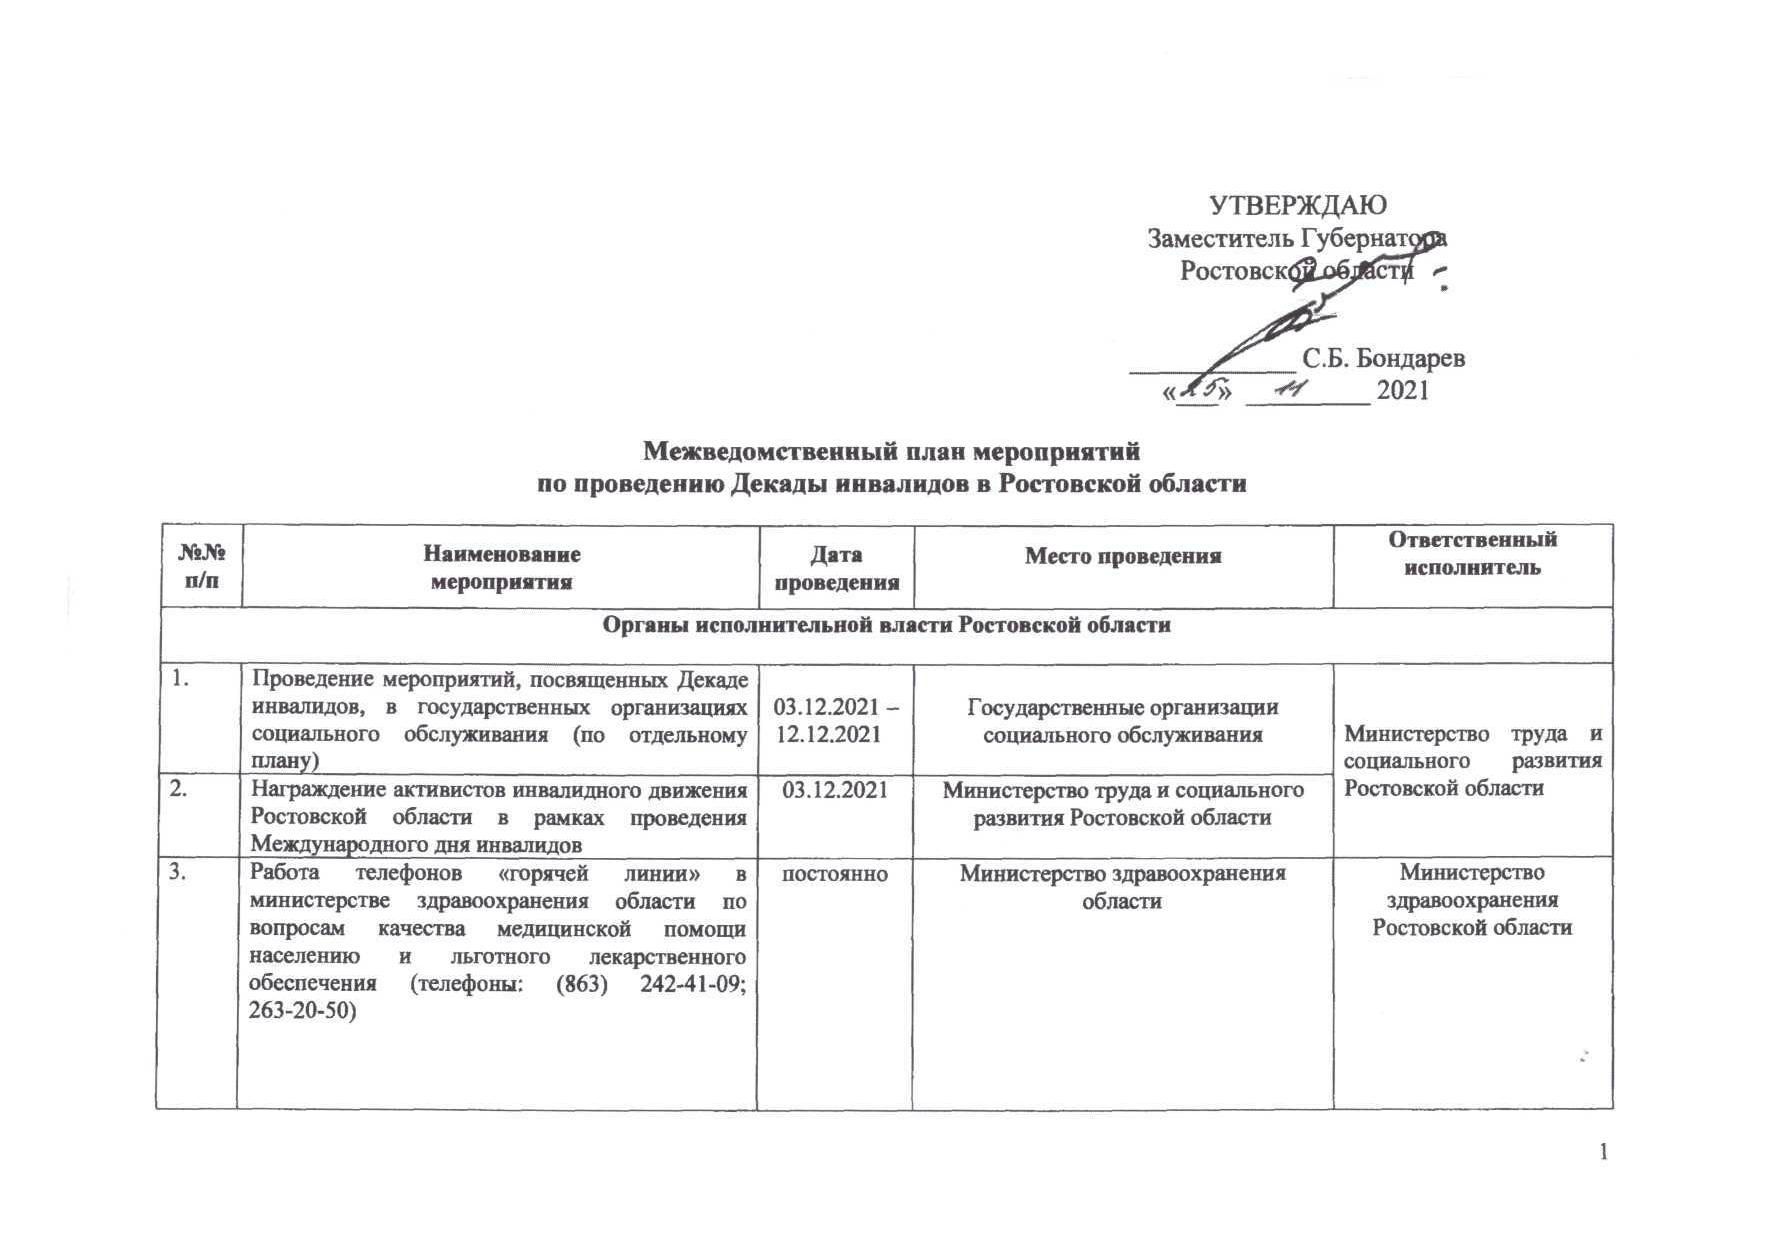 УТВЕРЖДАЮ
Заместитель Губернатора
Ростовской области
С.Б. Бондарев
«25» 11 2021
Межведомственный план мероприятий
по проведению Декады инвалидов в Ростовской области
№№
п/п
Наименование
мероприятия
Дата
проведения
Место проведения
Ответственный
исполнитель
Органы исполнительной власти Ростовской области
1.
Проведение мероприятий, посвященных Декаде
инвалидов, в государственных организациях
социального обслуживания (по отдельному
плану)
03.12.2021 –
12.12.2021
Государственные организации
социального обслуживания
Министерство труда и
социального развития
Ростовской области
2.
Награждение активистов инвалидного движения
Ростовской области в рамках проведения
Международного дня инвалидов
03.12.2021
Министерство труда и социального
развития Ростовской области
3.
Работа телефонов «горячей линии» в
министерстве здравоохранения области по
вопросам качества медицинской помощи
населению и льготного лекарственного
обеспечения (телефоны: (863) 242-41-09;
263-20-50)
постоянно
Министерство здравоохранения
области
Министерство
здравоохранения
Ростовской области
1